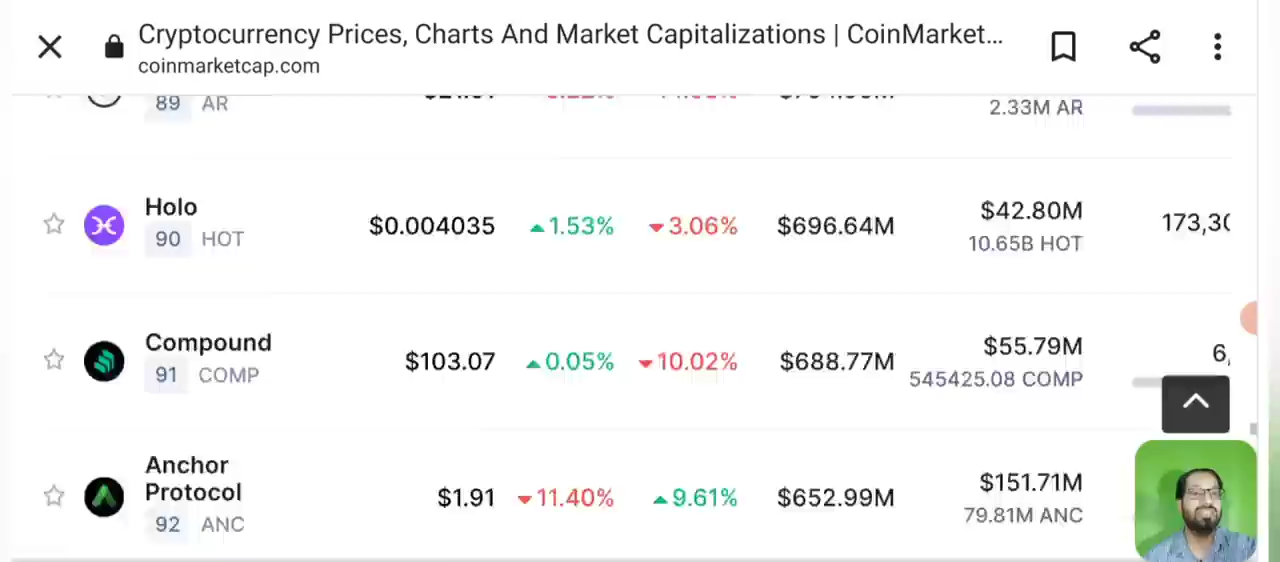 Cryptocurrency Prices, Charts And Market Capitalizations | CoinMarket...
coinmarketcap.com
89 AR
2.33M AR
Holo
90 HOT
$0.004035 1.53% 3.06% $696.64M
$42.80M
10.65B HOT
173,30
Compound
91 COMP
$103.07 0.05% 10.02% $688.77M
$55.79M
545425.08 COMP
6,
Anchor
Protocol
92 ANC
$1.91 11.40% 9.61% $652.99M
$151.71M
79.81M ANC